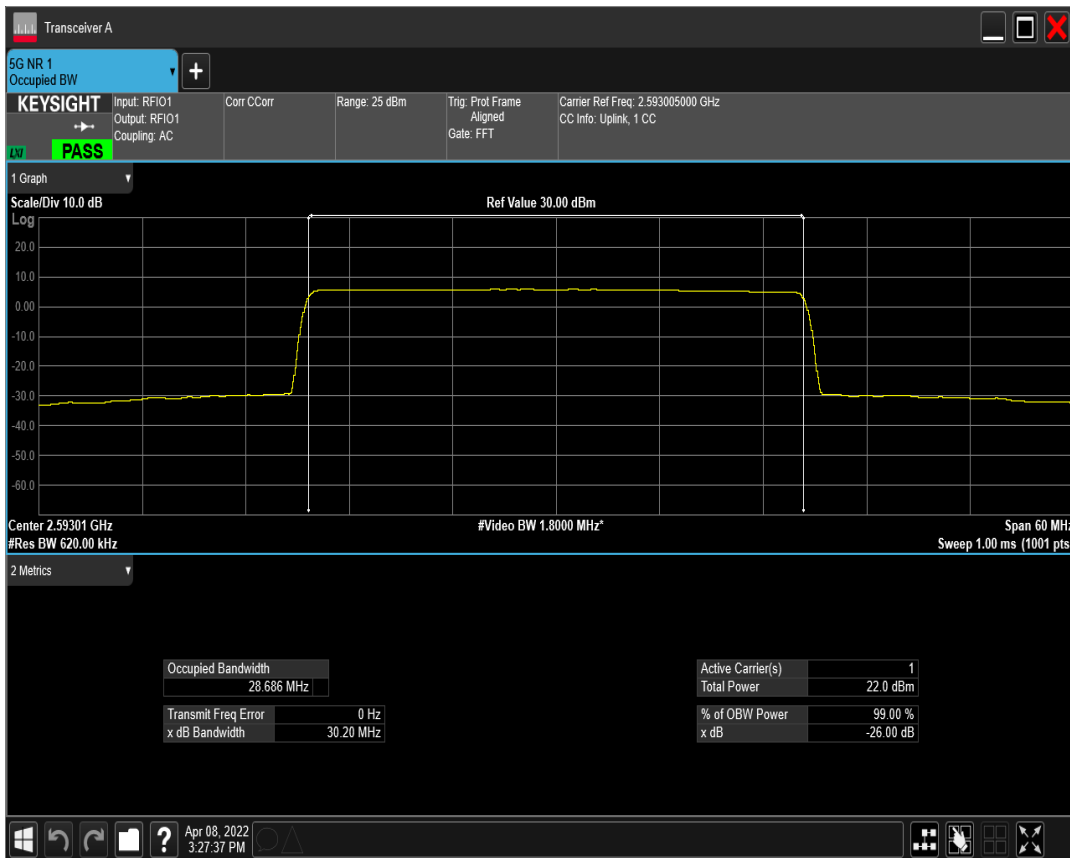 Transceiver A
5G NR 1
Occupied BW
+
KEYSIGHT
LXI
PASS
Input: RFIO1
Output: RFIO1
Coupling: AC
Corr CCorr
Range: 25 dBm
Trig: Prot Frame
Aligned
Gate: FFT
Carrier Ref Freq: 2.593005000 GHz
CC Info: Uplink, 1 CC
1 Graph
Scale/Div 10.0 dB
Ref Value 30.00 dBm
Log
20.0
10.0
0.00
-10.0
-20.0
-30.0
-40.0
-50.0
-60.0
Center 2.59301 GHz
#Video BW 1.8000 MHz*
Span 60 MHz
#Res BW 620.00 kHz
Sweep 1.00 ms (1001 pts
2 Metrics
Occupied Bandwidth
28.686 MHz
Transmit Freq Error 0 Hz
x dB Bandwidth 30.20 MHz
Active Carrier(s) 1
Total Power 22.0 dBm
% of OBW Power 99.00 %
x dB -26.00 dB
?
Apr 08, 2022
3:27:37 PM